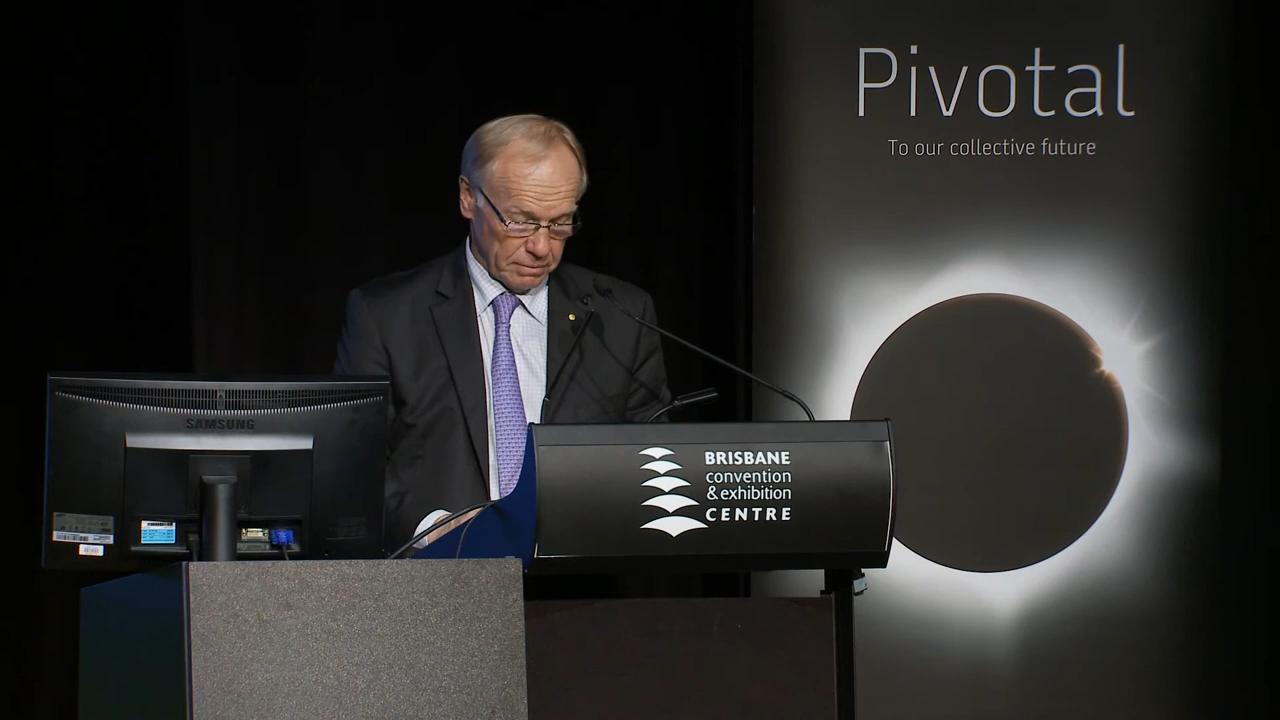 Pivotal
To our collective future
SAMSUNG
BRISBANE
convention
& exhibition
CENTRE